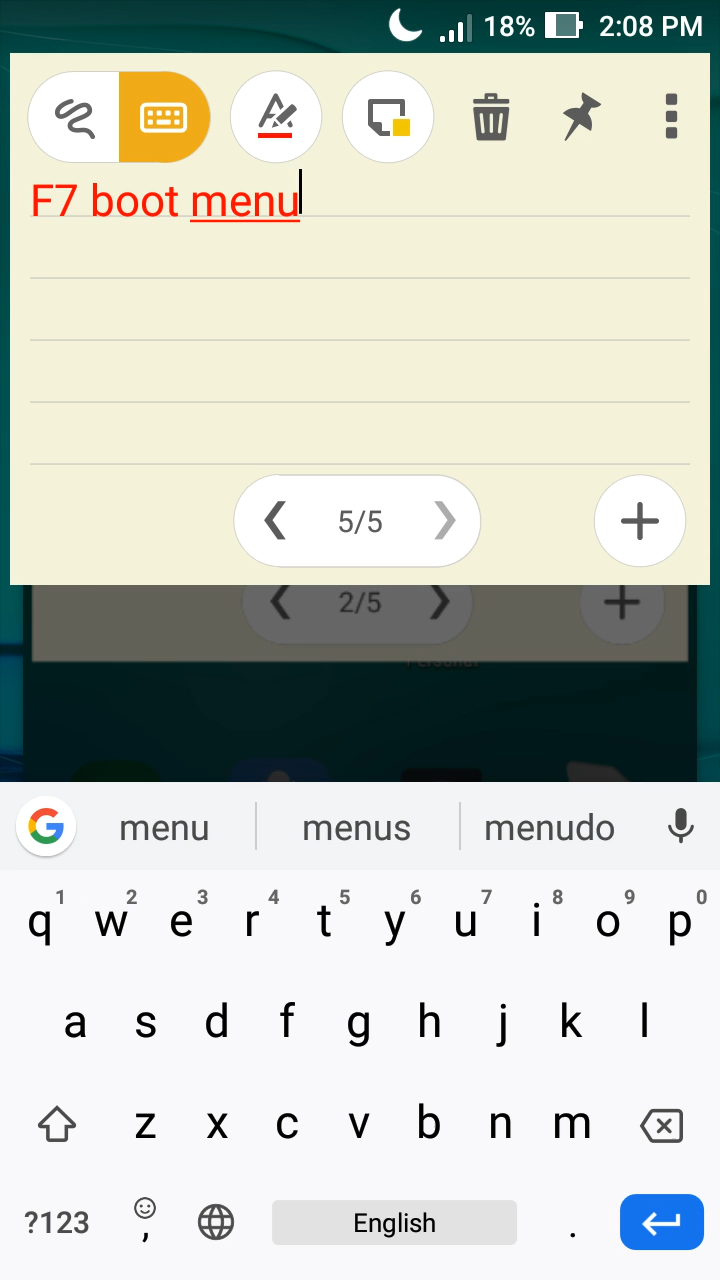 18% 2:08 PM
F7 boot menu
5/5
2/5
Personal
menu menus menudo
1 2 3 4 5 6 7 8 9 0
q w e r t y u i o p
a s d f g h j k l
z x c v b n m
?123 , English .